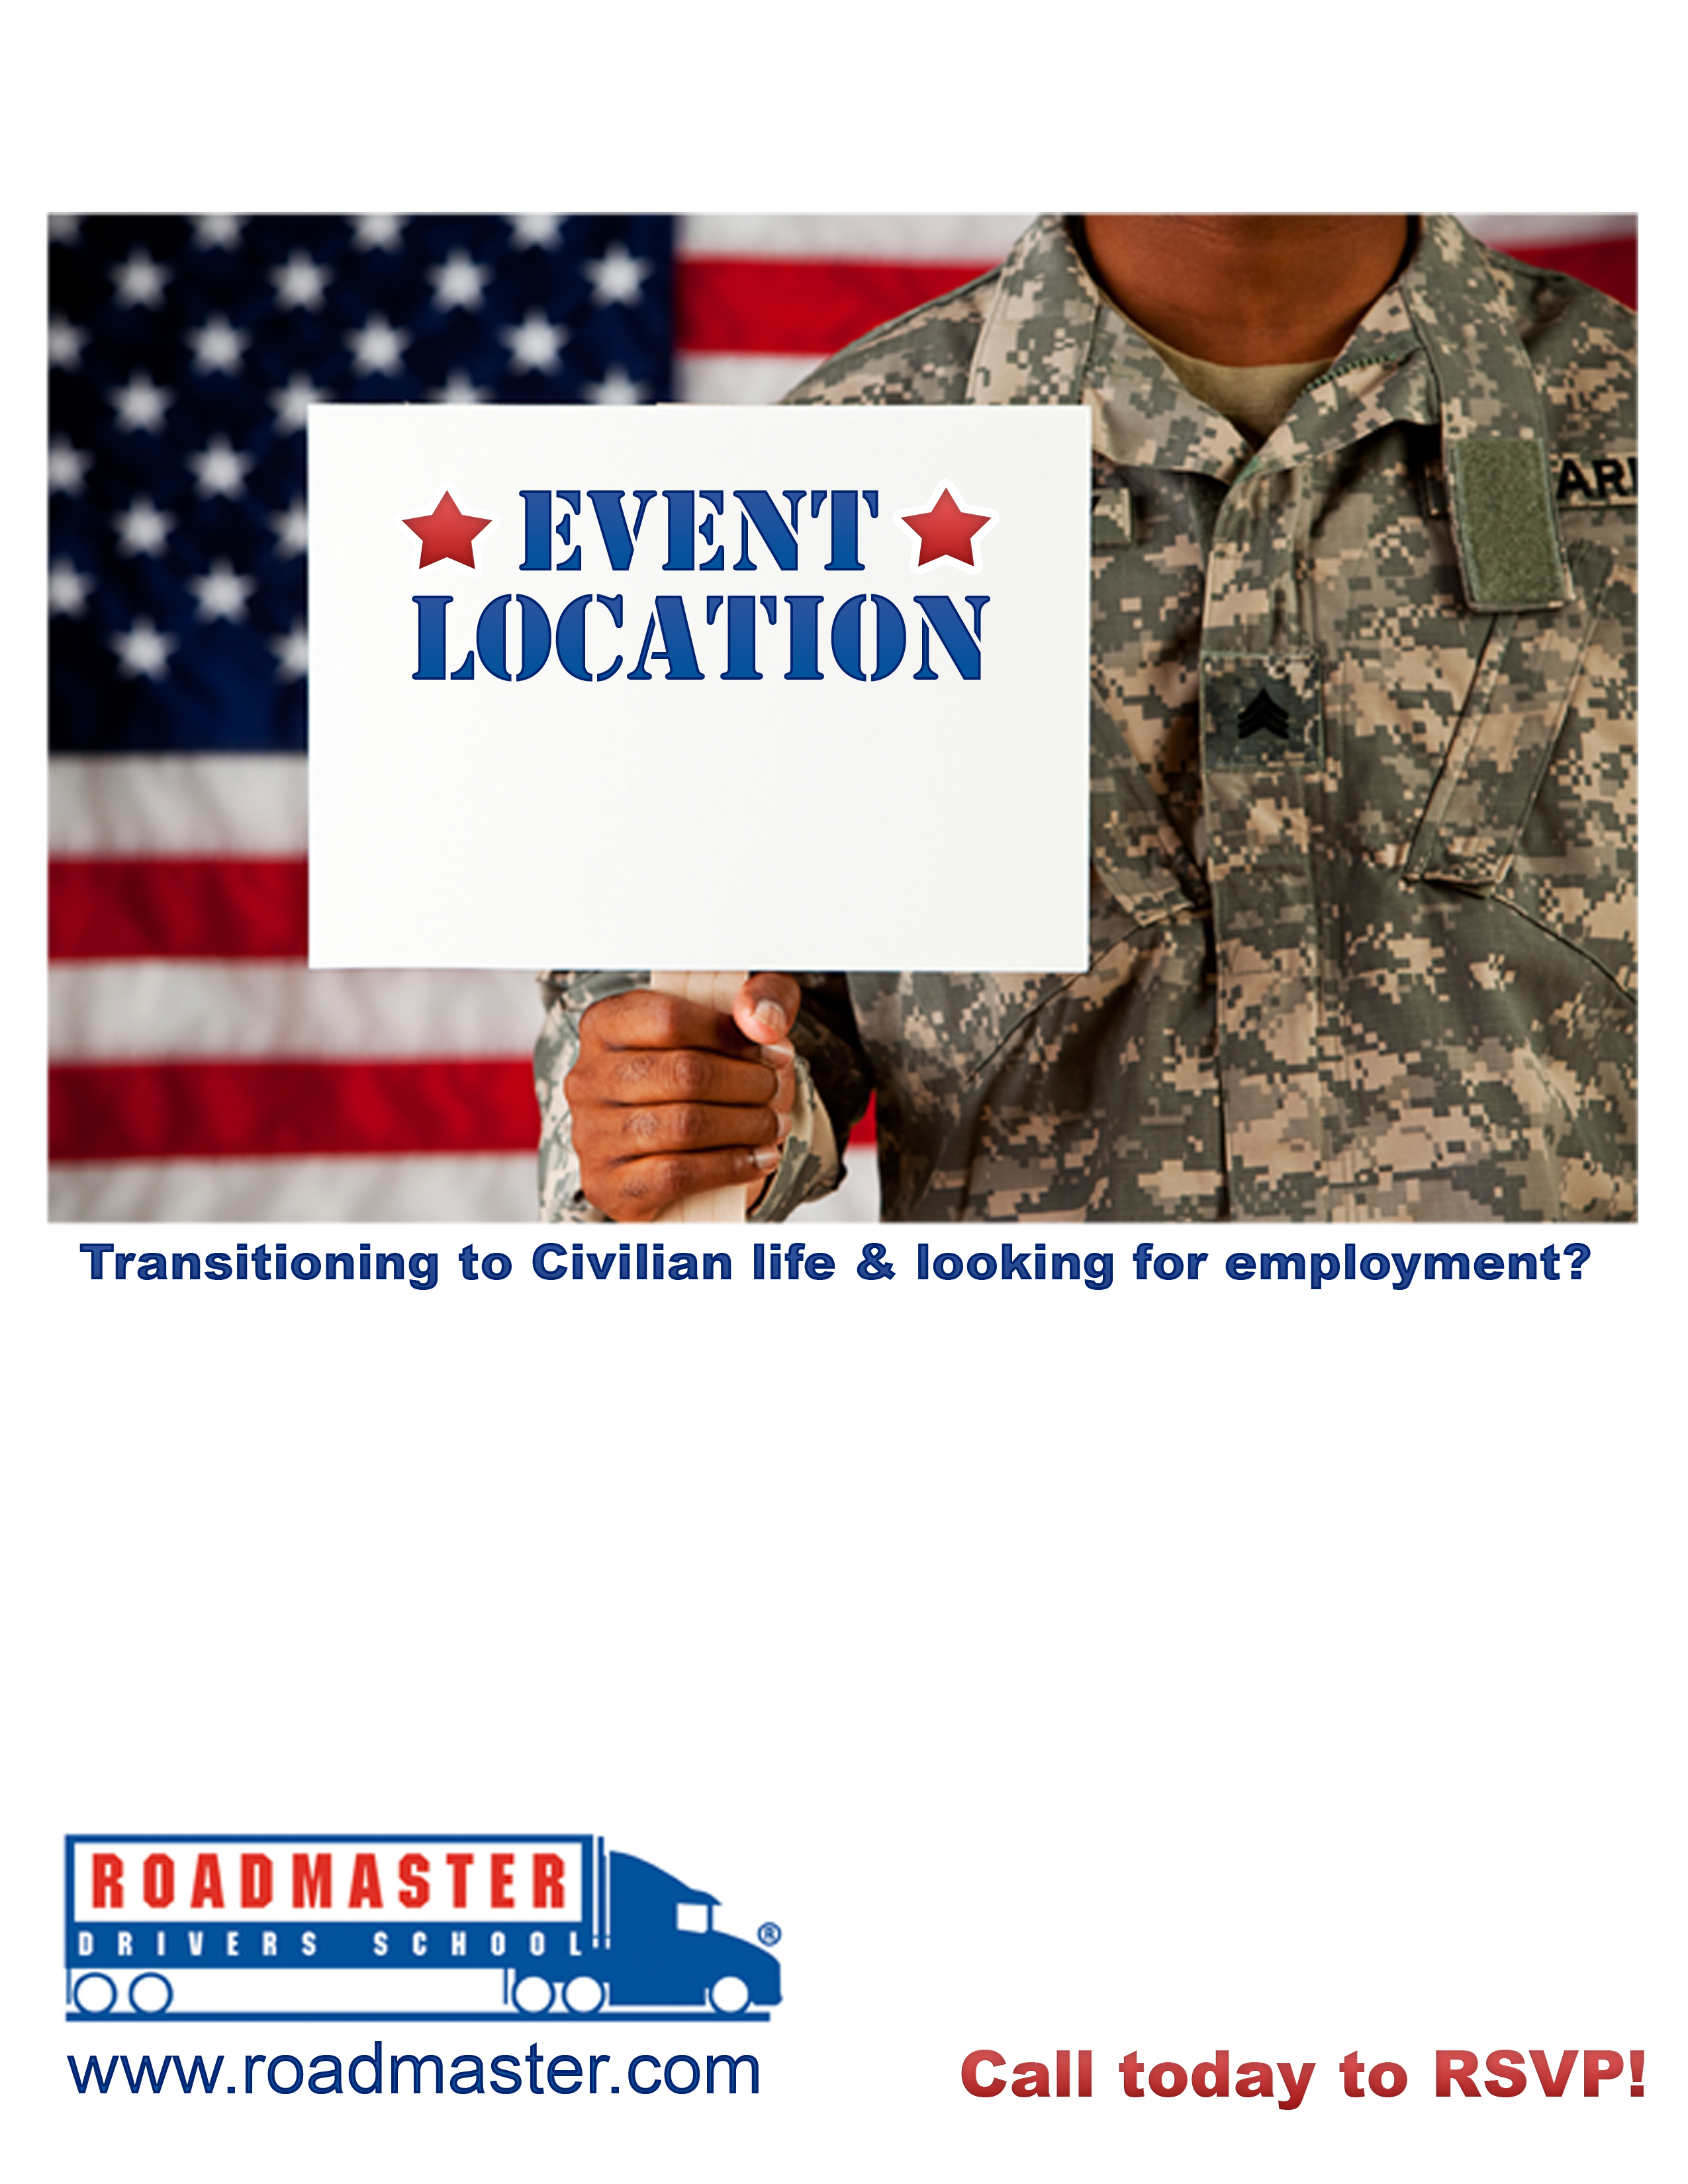 EVENT
LOCATION
ARM
Transitioning to Civilian life & looking for employment?
ROADMASTER
DRIVERS SCHOOL
®
www.roadmaster.com
Call today to RSVP!